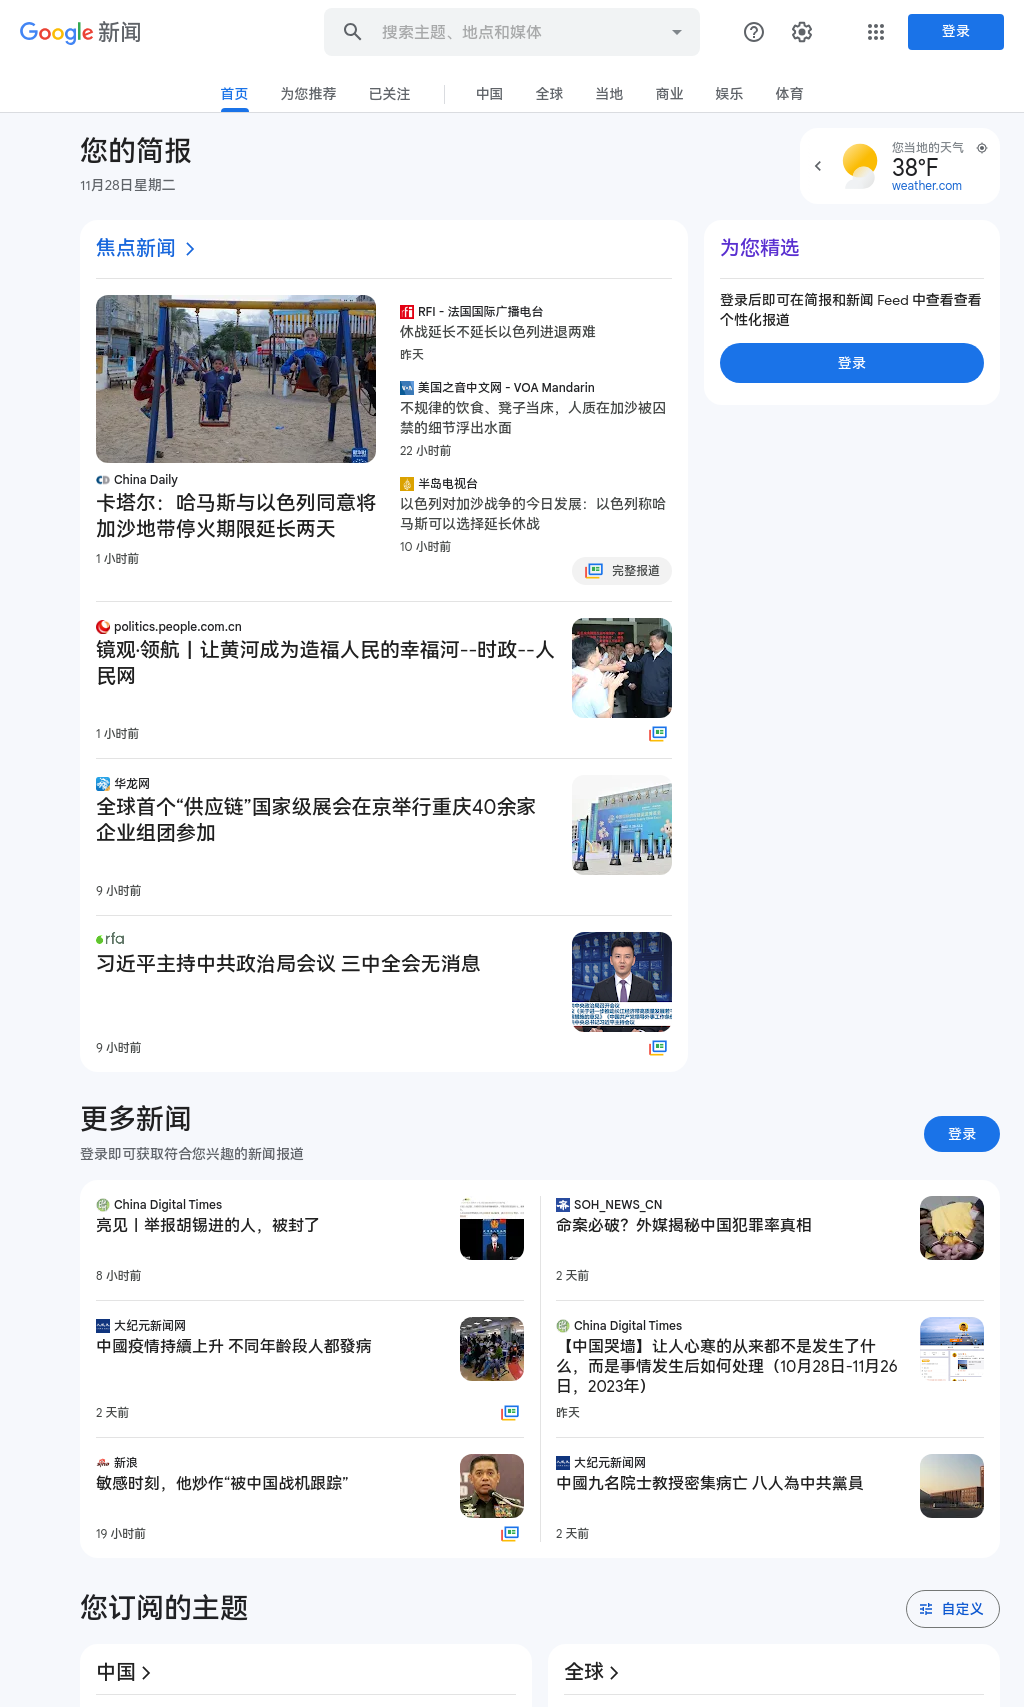 Google 新闻
搜索主题、地点和媒体
登录
首页
为您推荐
已关注
中国
全球
当地
商业
娱乐
体育
您的简报
11月28日星期二
您当地的天气
38°F
weather.com
焦点新闻
China Daily
卡塔尔：哈马斯与以色列同意将
加沙地带停火期限延长两天
1 小时前
RFI - 法国国际广播电台
休战延长不延长以色列进退两难
昨天
美国之音中文网 - VOA Mandarin
不规律的饮食、凳子当床，人质在加沙被囚
禁的细节浮出水面
22 小时前
半岛电视台
以色列对加沙战争的今日发展：以色列称哈
马斯可以选择延长休战
10 小时前
完整报道
politics.people.com.cn
镜观·领航丨让黄河成为造福人民的幸福河--时政--人
民网
1 小时前
华龙网
全球首个“供应链”国家级展会在京举行重庆40余家
企业组团参加
9 小时前
rfa
习近平主持中共政治局会议 三中全会无消息
9 小时前
为您精选
登录后即可在简报和新闻 Feed 中查看查看
个性化报道
登录
更多新闻
登录即可获取符合您兴趣的新闻报道
登录
China Digital Times
亮见丨举报胡锡进的人，被封了
8 小时前
SOH_NEWS_CN
命案必破？外媒揭秘中国犯罪率真相
2 天前
大纪元新闻网
中國疫情持續上升 不同年齡段人都發病
2 天前
China Digital Times
【中国哭墙】让人心寒的从来都不是发生了什
么，而是事情发生后如何处理（10月28日-11月26
日，2023年）
昨天
新浪
敏感时刻，他炒作“被中国战机跟踪”
19 小时前
大纪元新闻网
中國九名院士教授密集病亡 八人為中共黨員
2 天前
您订阅的主题
自定义
中国
全球